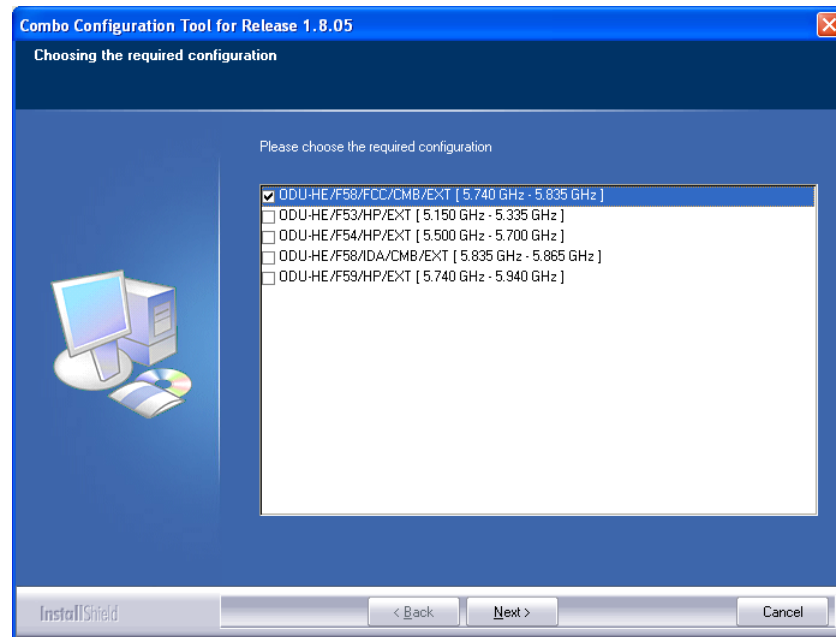 Combo Configuration Tool for Release 1.8.05
Choosing the required configuration
Please choose the required configuration
ODU-HE/F58/FCC/CMB/EXT [ 5.740 GHz - 5.835 GHz ]
ODU-HE/F53/HP/EXT [ 5.150 GHz - 5.335 GHz ]
ODU-HE/F54/HP/EXT [ 5.500 GHz - 5.700 GHz ]
ODU-HE/F58/IDA/CMB/EXT [ 5.835 GHz - 5.865 GHz ]
ODU-HE/F59/HP/EXT [ 5.740 GHz - 5.940 GHz ]
InstallShield
< Back
Next >
Cancel